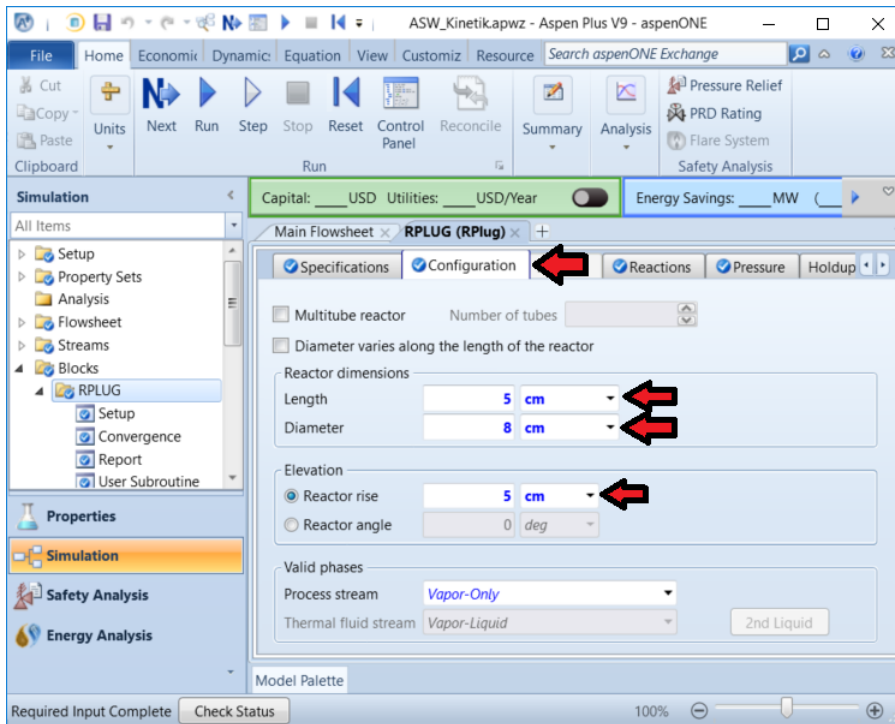 ASW_Kinetik.apwz - Aspen Plus V9 - aspenONE
File Home Economic Dynamic Equation View Customiz Resource Search aspenONE Exchange
Cut
Copy
Paste
Clipboard
Units
Next Run Step Stop Reset Control Panel Reconcile
Run
Summary
Analysis
Pressure Relief
PRD Rating
Flare System
Safety Analysis
Simulation
All Items
Setup
Property Sets
Analysis
Flowsheet
Streams
Blocks
RPLUG
Setup
Convergence
Report
User Subroutine
Properties
Simulation
Safety Analysis
Energy Analysis
Capital: ____USD Utilities: ____USD/Year
Energy Savings: ____MW (__
Main Flowsheet RPLUG (RPlug)
Specifications Configuration Reactions Pressure Holdup
Multitube reactor Number of tubes
Diameter varies along the length of the reactor
Reactor dimensions
Length 5 cm
Diameter 8 cm
Elevation
Reactor rise 5 cm
Reactor angle 0 deg
Valid phases
Process stream Vapor-Only
Thermal fluid stream Vapor-Liquid 2nd Liquid
Model Palette
Required Input Complete Check Status 100%